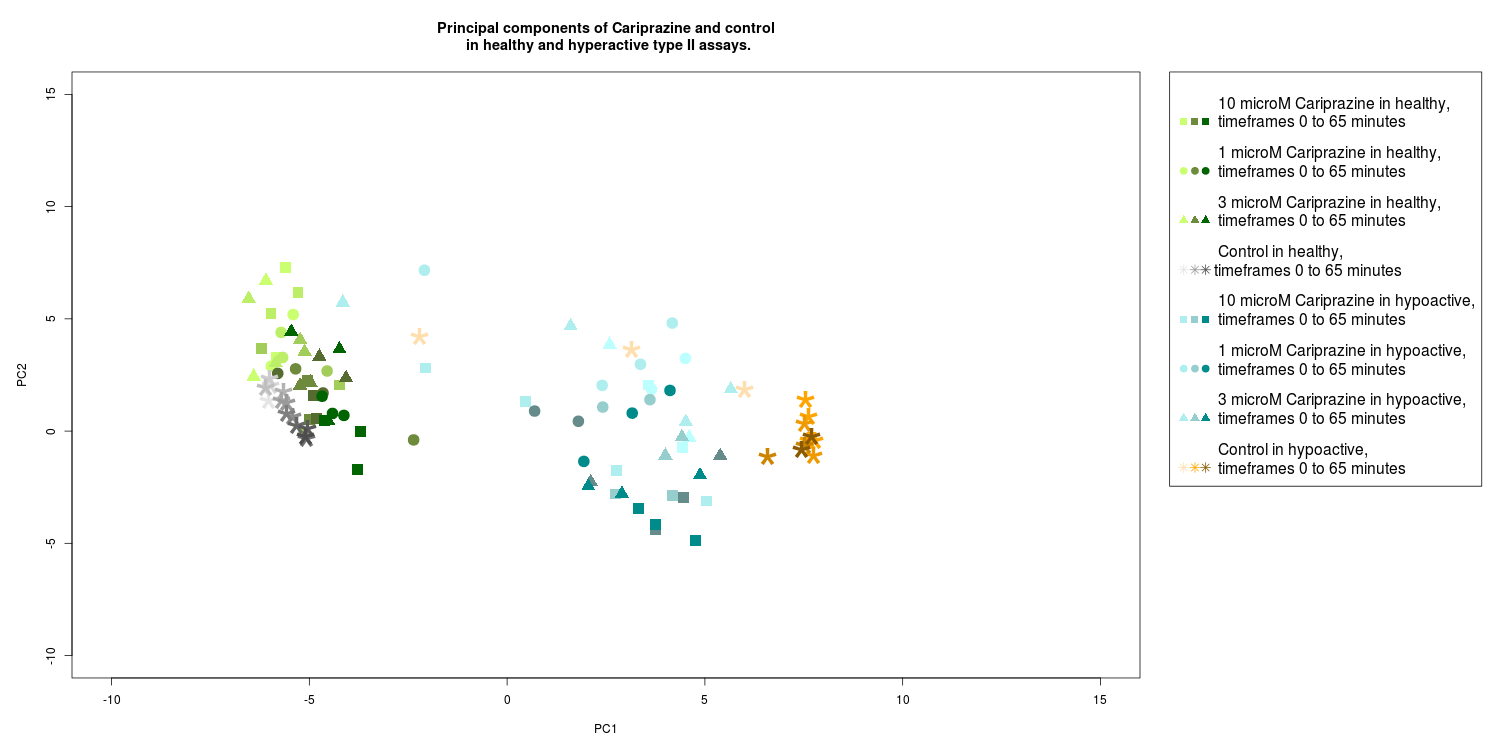 Principal components of Cariprazine and control
in healthy and hyperactive type II assays.
15
10
5
0
-5
-10
PC2
-10
-5
0
5
10
15
PC1
10 microM Cariprazine in healthy,
timeframes 0 to 65 minutes
1 microM Cariprazine in healthy,
timeframes 0 to 65 minutes
3 microM Cariprazine in healthy,
timeframes 0 to 65 minutes
Control in healthy,
timeframes 0 to 65 minutes
10 microM Cariprazine in hypoactive,
timeframes 0 to 65 minutes
1 microM Cariprazine in hypoactive,
timeframes 0 to 65 minutes
3 microM Cariprazine in hypoactive,
timeframes 0 to 65 minutes
Control in hypoactive,
timeframes 0 to 65 minutes